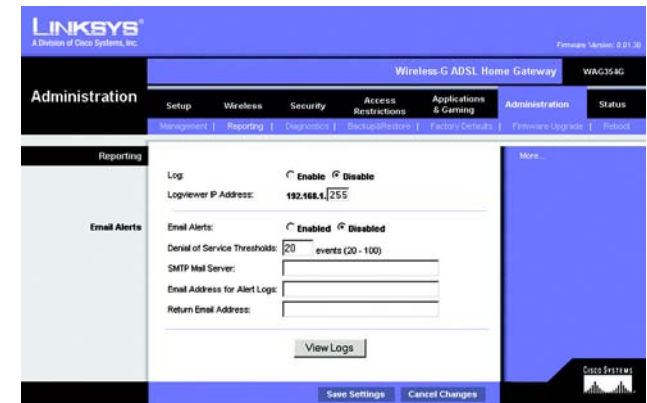 LINKSYS®
A Division of Cisco Systems, Inc.
Firmware Version: 0.01.30
Wireless-G ADSL Home Gateway WAG354G
Administration
Setup Wireless Security Access Restrictions Applications & Gaming Administration Status
Management | Reporting | Diagnostics | Backup&Restore | Factory Defaults | Firmware Upgrade | Reboot
Reporting
More...
Log: Enable Disable
Logviewer IP Address: 192.168.1. 255
Email Alerts
Email Alerts: Enabled Disabled
Denial of Service Thresholds: 20 events (20 - 100)
SMTP Mail Server:
Email Address for Alert Logs:
Return Email Address:
View Logs
CISCO SYSTEMS
Save Settings Cancel Changes